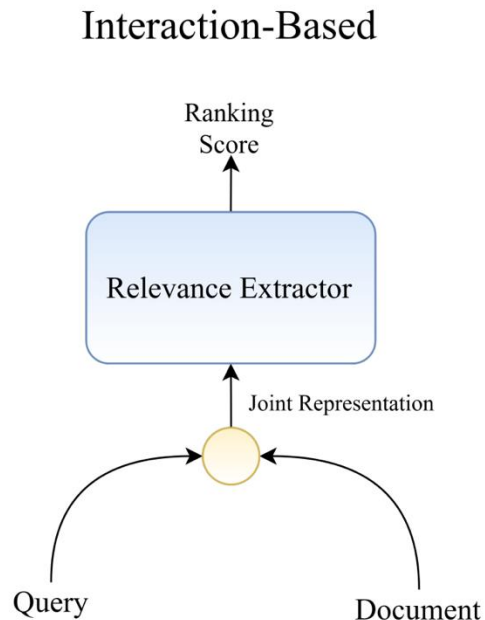 Interaction-Based
Ranking
Score
Relevance Extractor
Joint Representation
Query
Document